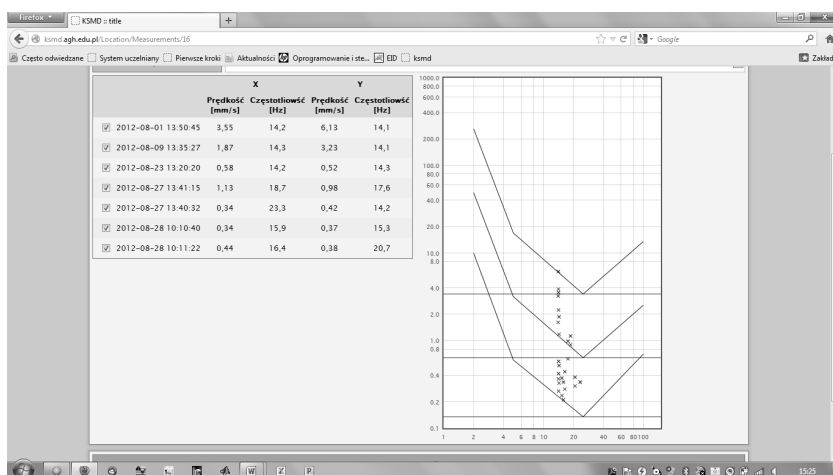 Firefox
KSMD :: title
+
ksmd.agh.edu.pl/Location/Measurements/16
Google
Często odwiedzane System uczelniany Pierwsze kroki Aktualności Oprogramowanie i ste... EID ksmd
Zakład
X Y
Prędkość [mm/s] Częstotliowść [Hz] Prędkość [mm/s] Częstotliowść [Hz]
2012-08-01 13:50:45 3,55 14,2 6,13 14,1
2012-08-09 13:35:27 1,87 14,3 3,23 14,1
2012-08-23 13:20:20 0,58 14,2 0,52 14,3
2012-08-27 13:41:15 1,13 18,7 0,98 17,6
2012-08-27 13:40:32 0,34 23,3 0,42 14,2
2012-08-28 10:10:40 0,34 15,9 0,37 15,3
2012-08-28 10:11:22 0,44 16,4 0,38 20,7
1000.0
800.0
600.0
400.0
200.0
100.0
80.0
60.0
40.0
20.0
10.0
8.0
4,0
2.0
1.0
0.8
0,4
0.2
0.1
1 2 4 6 8 10 20 40 60 80 100
W Z P
15:25